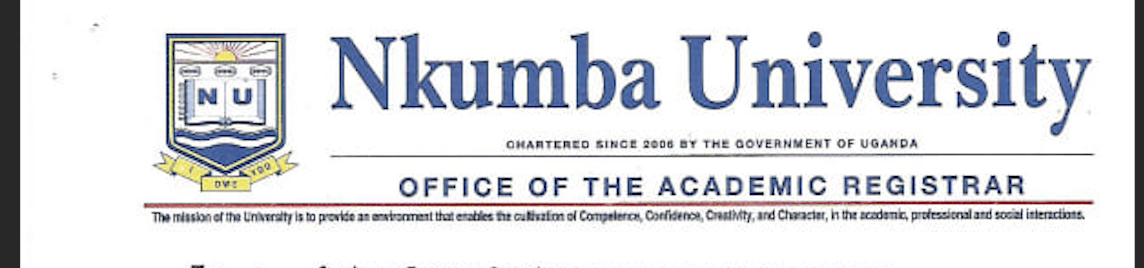 Nkumba University
N U
CHARTERED SINCE 2006 BY THE GOVERNMENT OF UGANDA
I OWE YOU
OFFICE OF THE ACADEMIC REGISTRAR
The mission of the University is to provide an environment that enables the cultivation of Competence, Confidence, Creativity, and Character, in the academic, professional and social interactions.